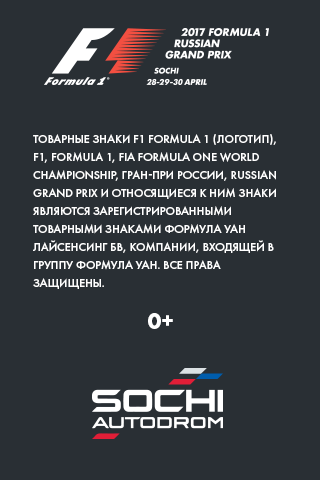 2017 FORMULA 1
RUSSIAN
GRAND PRIX
F1
Formula 1®
SOCHI
28-29-30 APRIL
ТОВАРНЫЕ ЗНАКИ F1 FORMULA 1 (ЛОГОТИП),
F1, FORMULA 1, FIA FORMULA ONE WORLD
CHAMPIONSHIP, ГРАН-ПРИ РОССИИ, RUSSIAN
GRAND PRIX И ОТНОСЯЩИЕСЯ К НИМ ЗНАКИ
ЯВЛЯЮТСЯ ЗАРЕГИСТРИРОВАННЫМИ
ТОВАРНЫМИ ЗНАКАМИ ФОРМУЛА УАН
ЛАЙСЕНСИНГ БВ, КОМПАНИИ, ВХОДЯЩЕЙ В
ГРУППУ ФОРМУЛА УАН. ВСЕ ПРАВА
ЗАЩИЩЕНЫ.
0+
SOCHI
AUTODROM